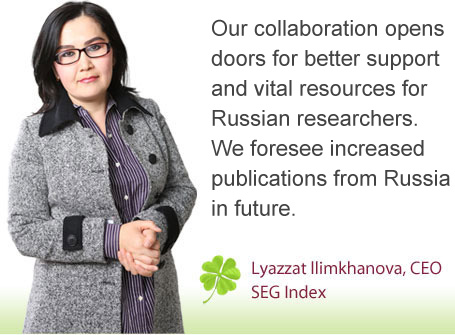 Our collaboration opens
doors for better support
and vital resources for
Russian researchers.
We foresee increased
publications from Russia
in future.
Lyazzat Ilimkhanova, CEO
SEG Index